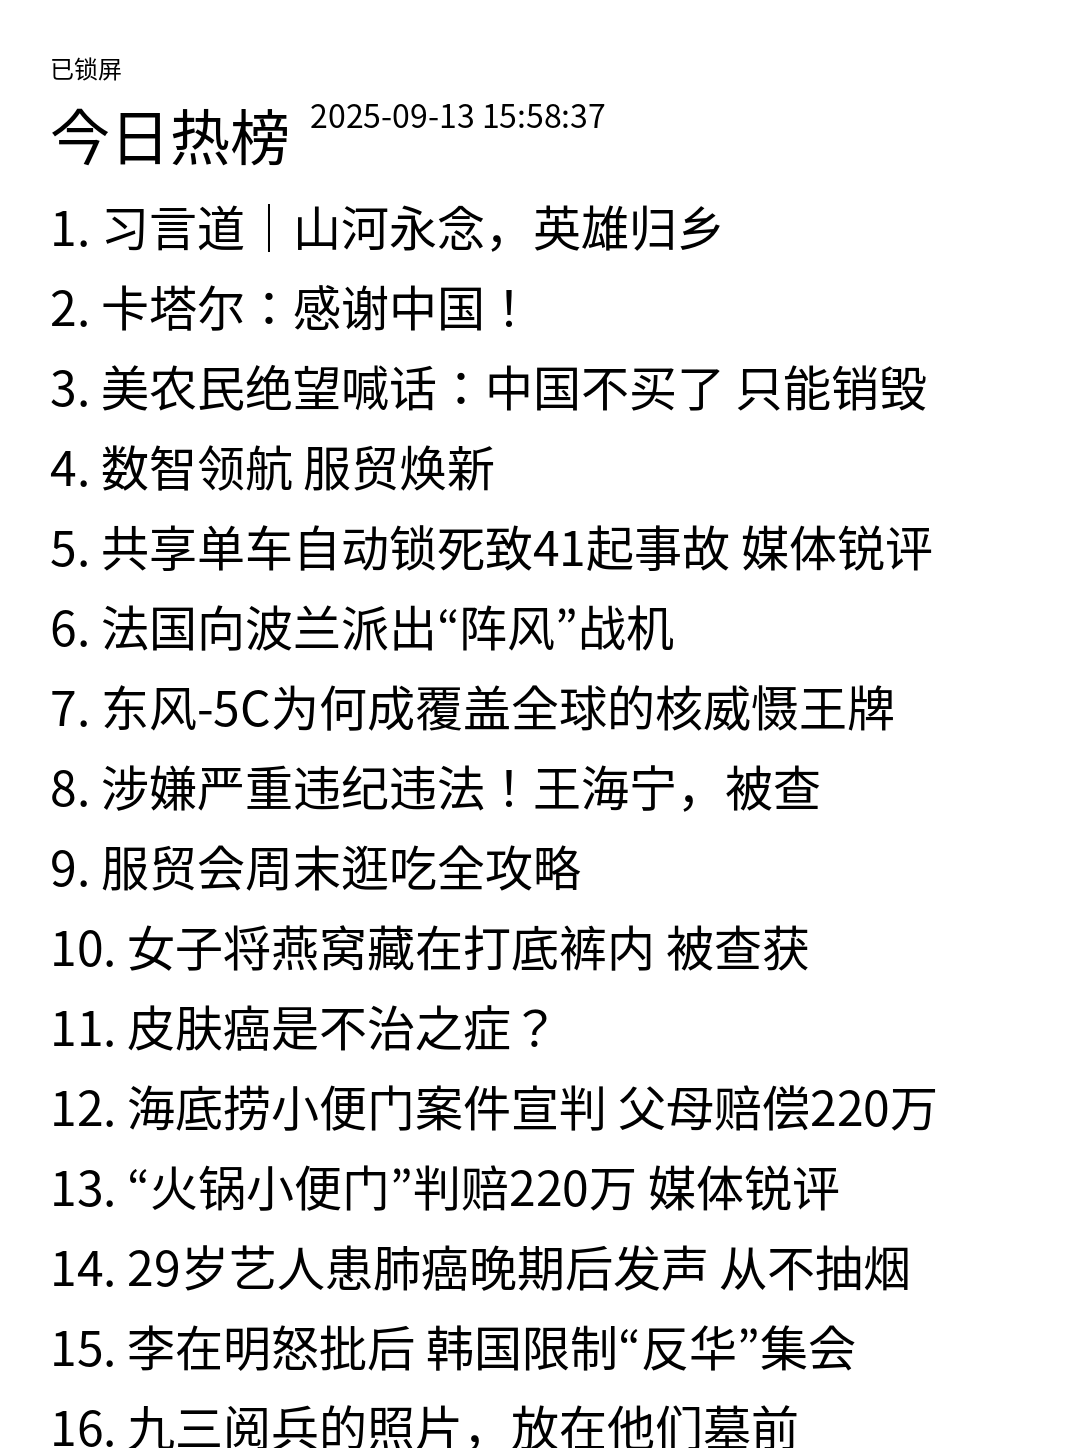 已锁屏
今日热榜 2025-09-13 15:58:37
1. 习言道｜山河永念，英雄归乡
2. 卡塔尔：感谢中国！
3. 美农民绝望喊话：中国不买了 只能销毁
4. 数智领航 服贸焕新
5. 共享单车自动锁死致41起事故 媒体锐评
6. 法国向波兰派出“阵风”战机
7. 东风-5C为何成覆盖全球的核威慑王牌
8. 涉嫌严重违纪违法！王海宁，被查
9. 服贸会周末逛吃全攻略
10. 女子将燕窝藏在打底裤内 被查获
11. 皮肤癌是不治之症？
12. 海底捞小便门案件宣判 父母赔偿220万
13. “火锅小便门”判赔220万 媒体锐评
14. 29岁艺人患肺癌晚期后发声 从不抽烟
15. 李在明怒批后 韩国限制“反华”集会
16. 九三阅兵的照片，放在他们墓前